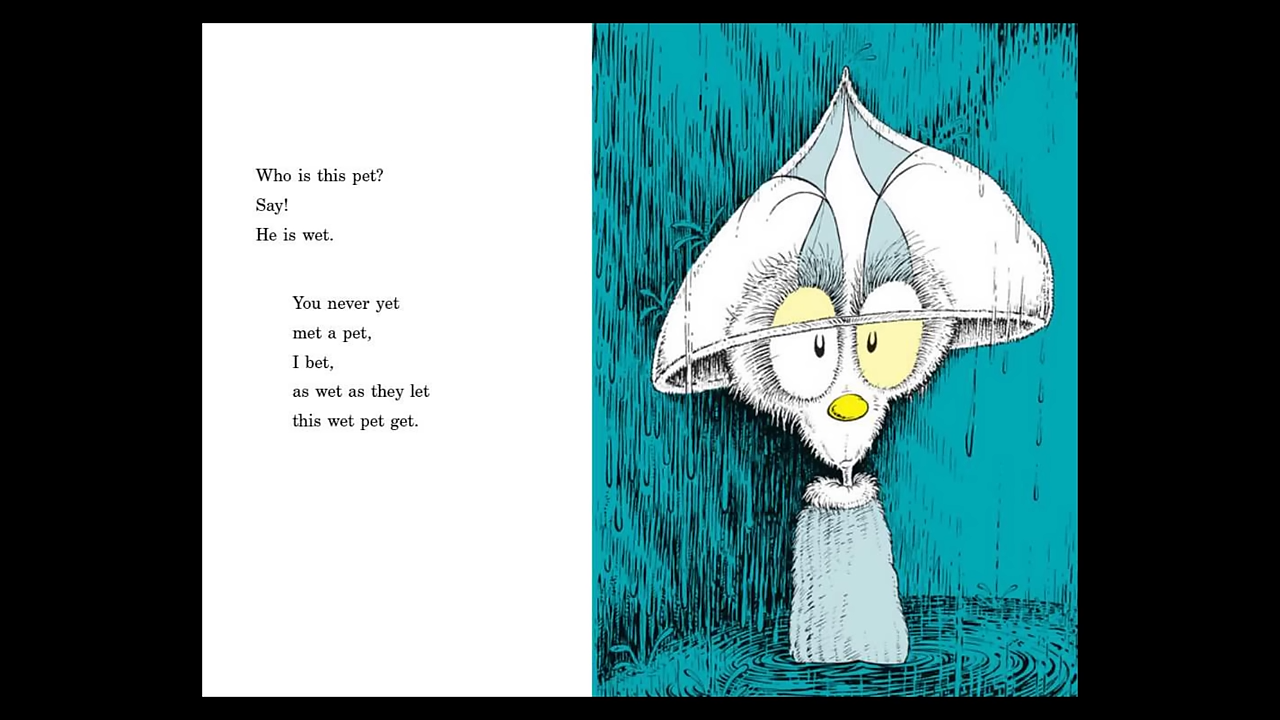 Who is this pet?
Say!
He is wet.
You never yet
met a pet,
I bet,
as wet as they let
this wet pet get.